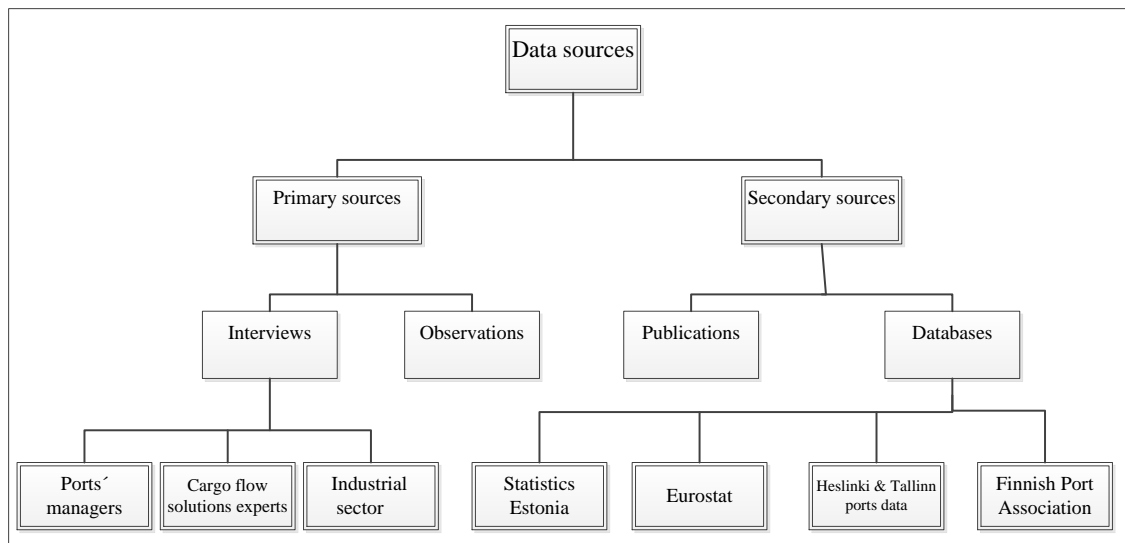 Data sources
Primary sources
Secondary sources
Interviews
Observations
Publications
Databases
Ports´
managers
Cargo flow
solutions experts
Industrial
sector
Statistics
Estonia
Eurostat
Heslinki & Tallinn
ports data
Finnish Port
Association